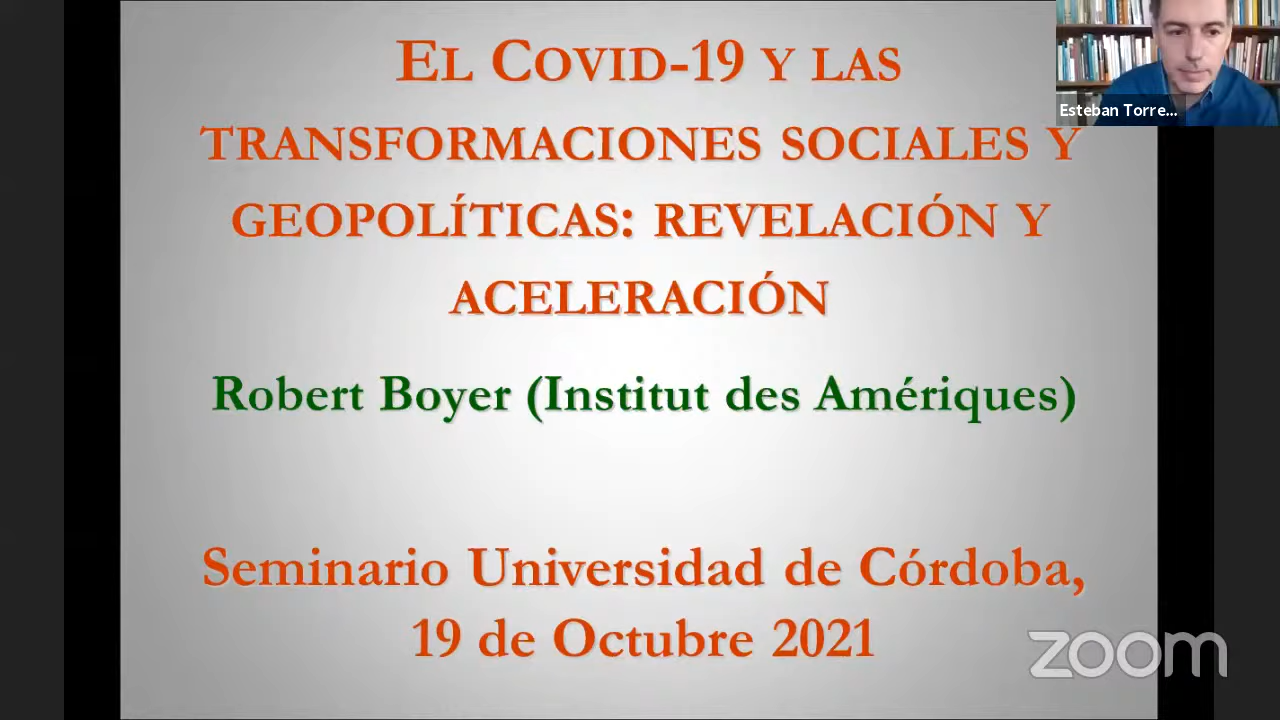 EL COVID-19 Y LAS
TRANSFORMACIONES SOCIALES Y
GEOPOLÍTICAS: REVELACIÓN Y
ACELERACIÓN
Robert Boyer (Institut des Amériques)
Seminario Universidad de Córdoba,
19 de Octubre 2021
Esteban Torre...
zoom